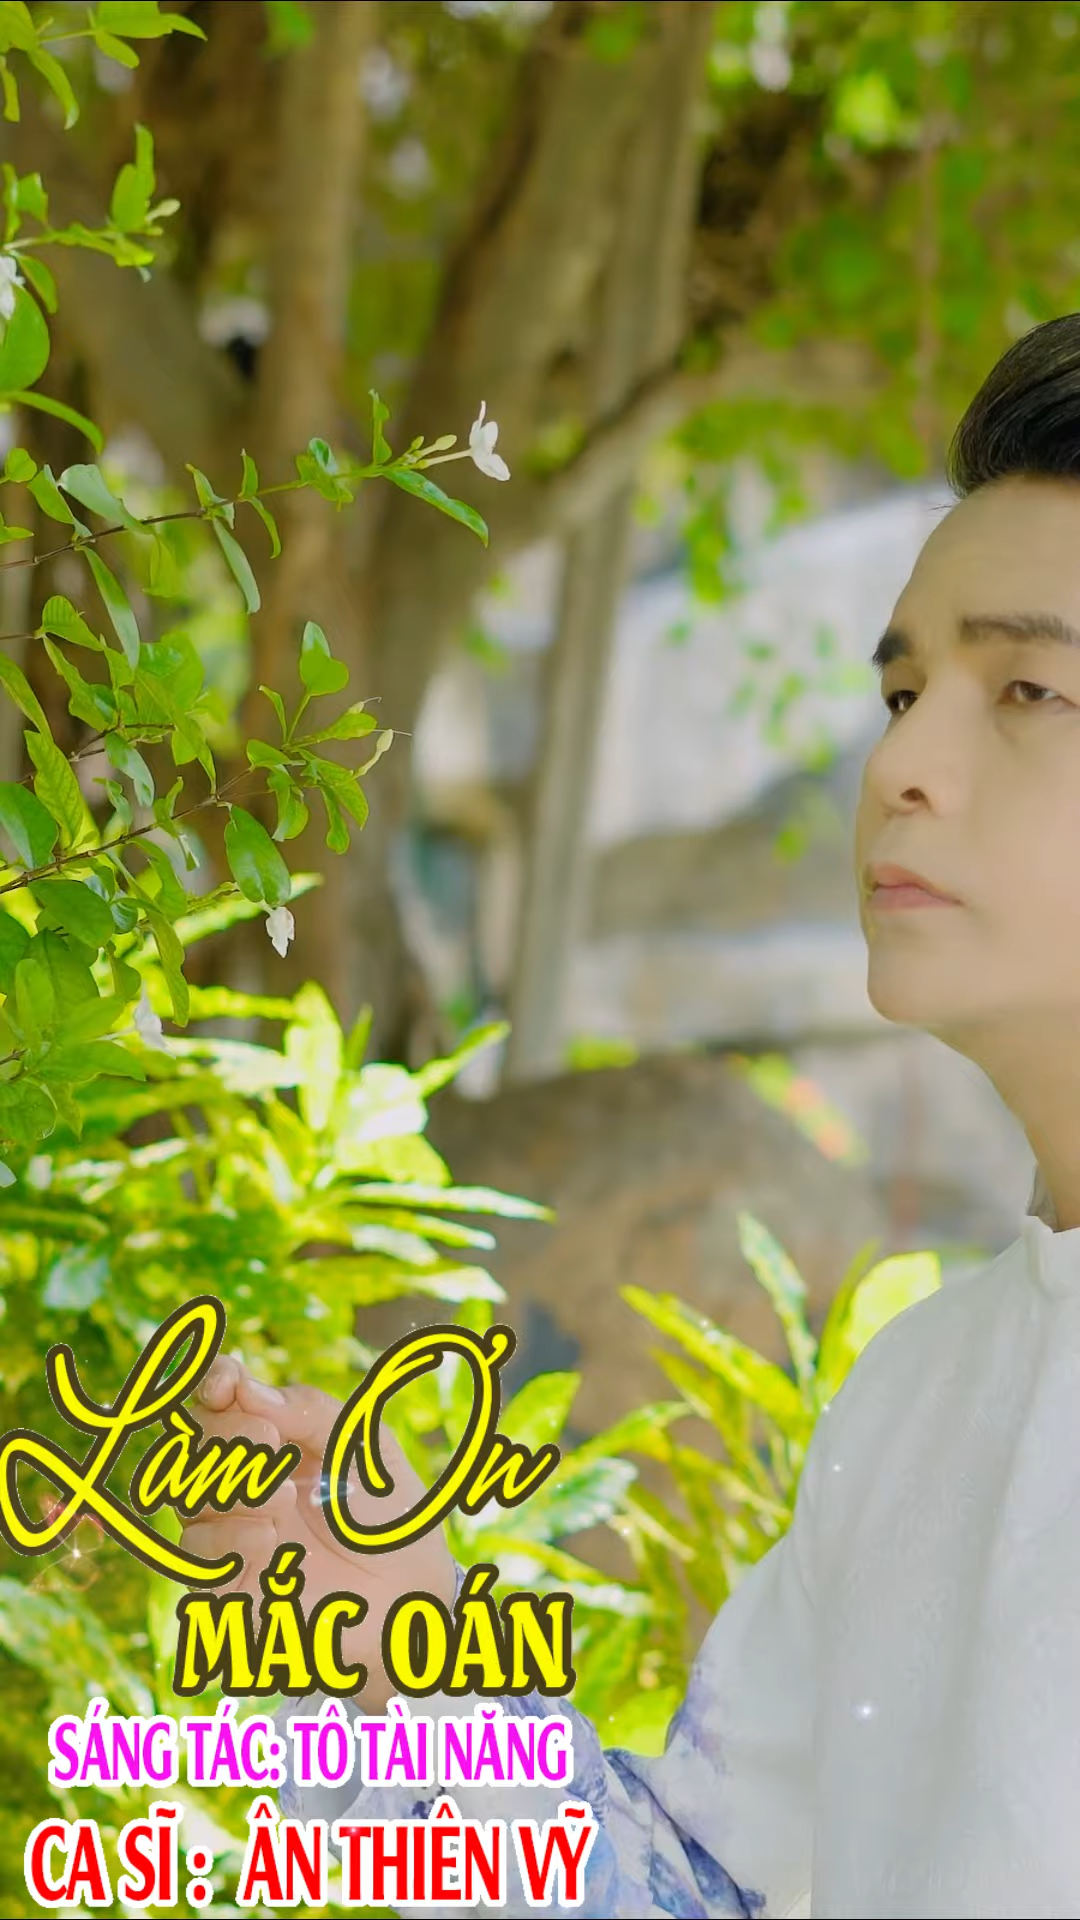 Làm Ơn
MẮC OÁN
SÁNG TÁC: TÔ TÀI NĂNG
CA SĨ : ÂN THIÊN VỸ